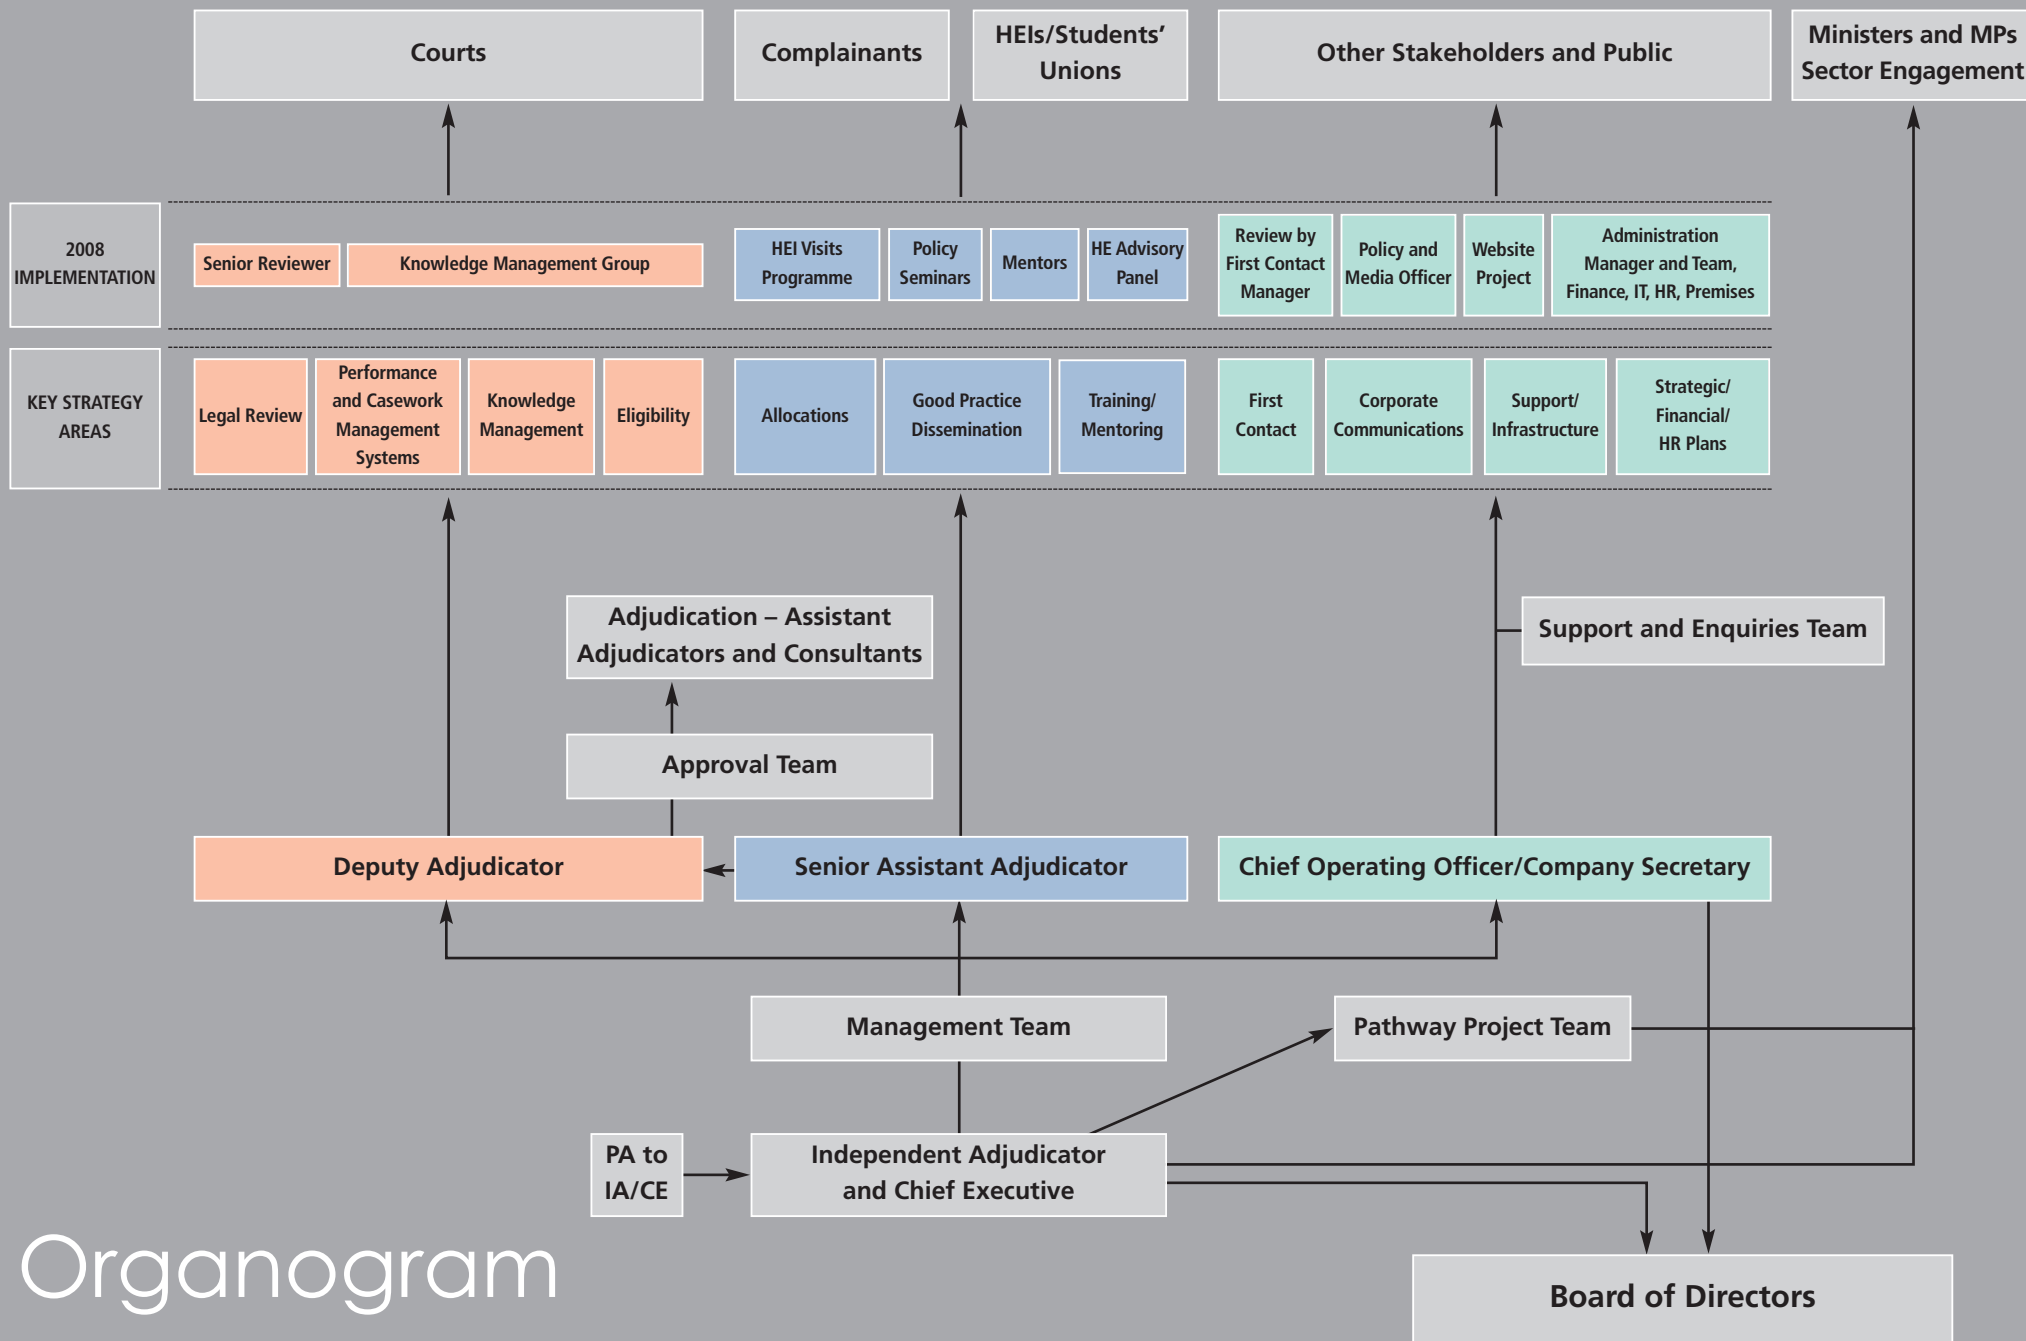 Courts
Complainants
HEIs/Students’
Unions
Other Stakeholders and Public
Ministers and MPs
Sector Engagement
2008
IMPLEMENTATION
Senior Reviewer
Knowledge Management Group
HEI Visits
Programme
Policy
Seminars
Mentors
HE Advisory
Panel
Review by
First Contact
Manager
Policy and
Media Officer
Website
Project
Administration
Manager and Team,
Finance, IT, HR, Premises
KEY STRATEGY
AREAS
Legal Review
Performance
and Casework
Management
Systems
Knowledge
Management
Eligibility
Allocations
Good Practice
Dissemination
Training/
Mentoring
First
Contact
Corporate
Communications
Support/
Infrastructure
Strategic/
Financial/
HR Plans
Adjudication – Assistant
Adjudicators and Consultants
Support and Enquiries Team
Approval Team
Deputy Adjudicator
Senior Assistant Adjudicator
Chief Operating Officer/Company Secretary
Management Team
Pathway Project Team
PA to
IA/CE
Independent Adjudicator
and Chief Executive
Organogram
Board of Directors